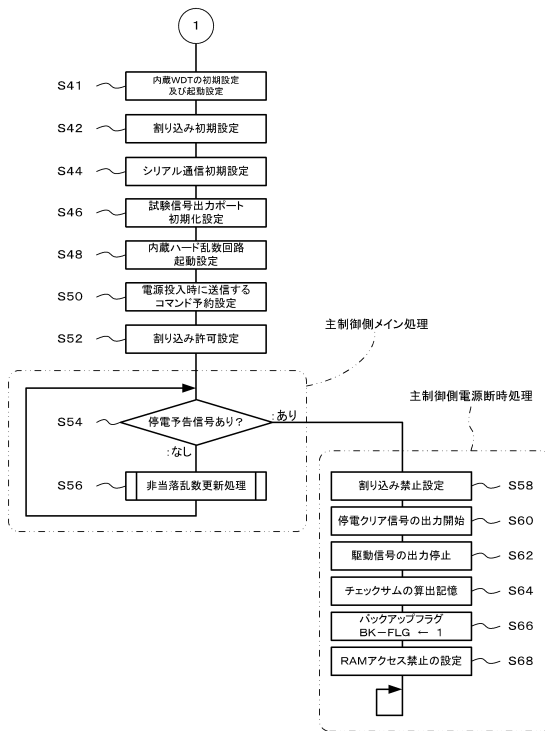 1
S41
内蔵WDTの初期設定
及び起動設定
S42
割り込み初期設定
S44
シリアル通信初期設定
S46
試験信号出力ポート
初期化設定
S48
内蔵ハード乱数回路
起動設定
S50
電源投入時に送信する
コマンド予約設定
S52
割り込み許可設定
主制御側メイン処理
S54
停電予告信号あり?
:あり
:なし
S56
非当落乱数更新処理
主制御側電源断時処理
割り込み禁止設定
S58
停電クリア信号の出力開始
S60
駆動信号の出力停止
S62
チェックサムの算出記憶
S64
バックアップフラグ
BK-FLG ← 1
S66
RAMアクセス禁止の設定
S68